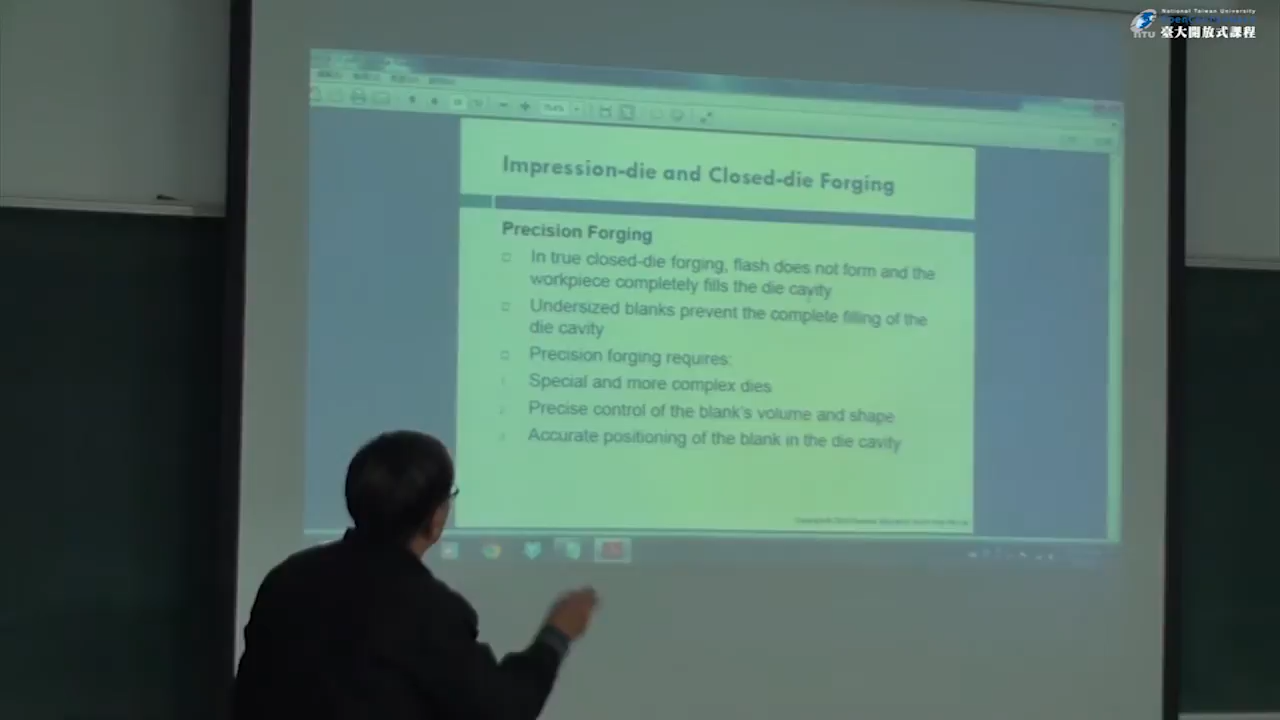 National Taiwan University
NTU 臺大開放式課程
Impression-die and Closed-die Forging
Precision Forging
In true closed-die forging, flash does not form and the
workpiece completely fills the die cavity
Undersized blanks prevent the complete filling of the
die cavity
Precision forging requires:
Special and more complex dies
Precise control of the blank's volume and shape
Accurate positioning of the blank in the die cavity